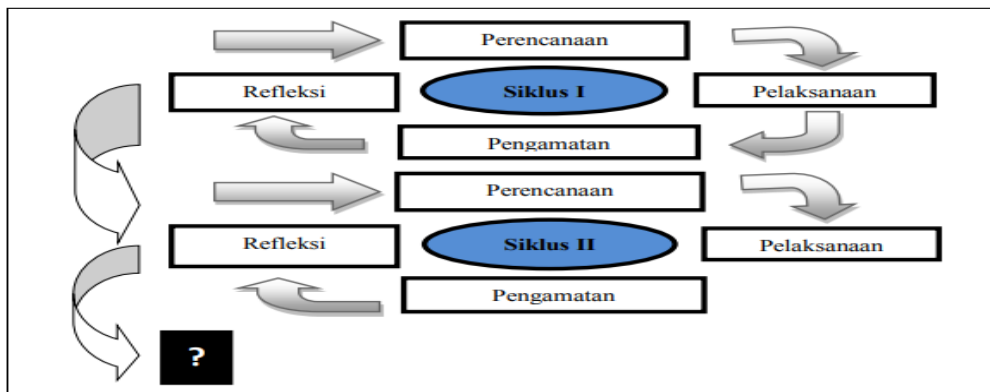 Perencanaan
Refleksi
Siklus I
Pelaksanaan
Pengamatan
Perencanaan
Refleksi
Siklus II
Pelaksanaan
Pengamatan
?